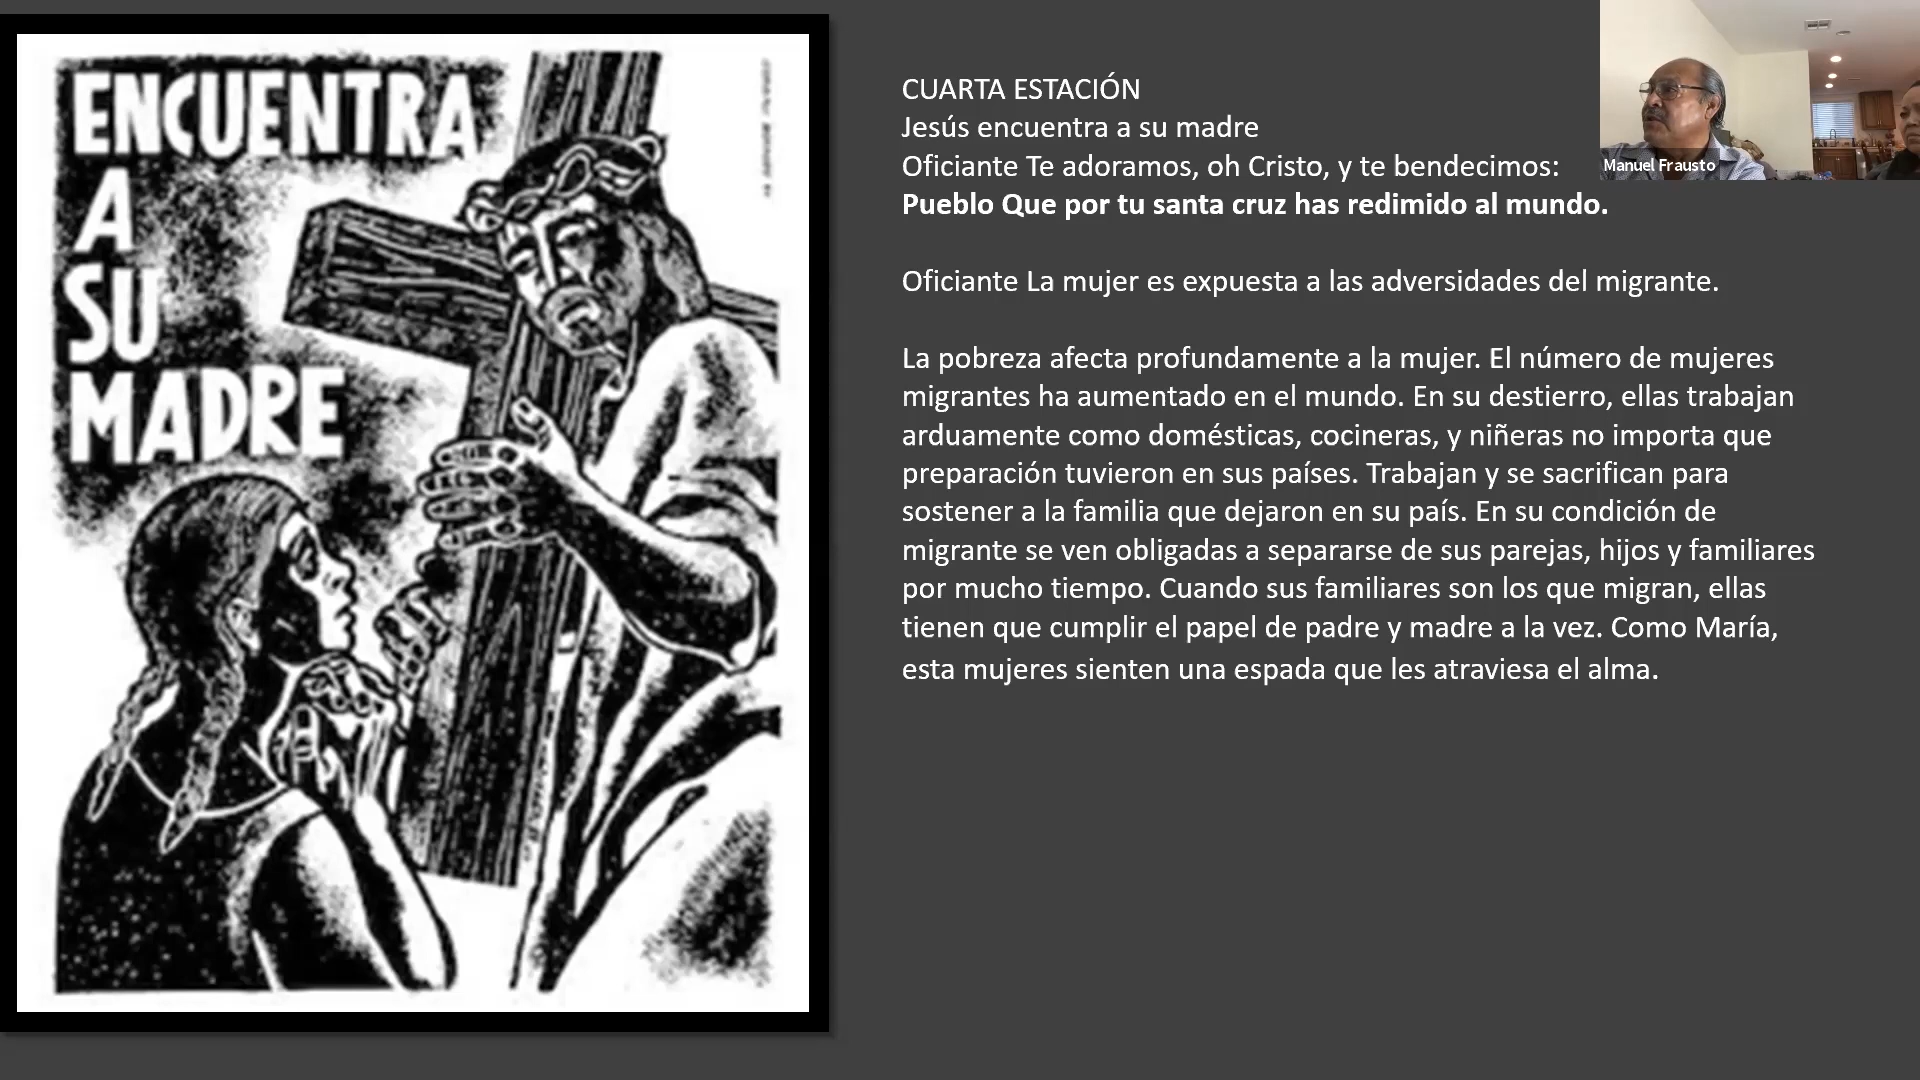 ENCUENTRA
A
SU
MADRE
CUARTA ESTACIÓN
Jesús encuentra a su madre
Oficiante Te adoramos, oh Cristo, y te bendecimos:
Pueblo Que por tu santa cruz has redimido al mundo.
Oficiante La mujer es expuesta a las adversidades del migrante.
La pobreza afecta profundamente a la mujer. El número de mujeres
migrantes ha aumentado en el mundo. En su destierro, ellas trabajan
arduamente como domésticas, cocineras, y niñeras no importa que
preparación tuvieron en sus países. Trabajan y se sacrifican para
sostener a la familia que dejaron en su país. En su condición de
migrante se ven obligadas a separarse de sus parejas, hijos y familiares
por mucho tiempo. Cuando sus familiares son los que migran, ellas
tienen que cumplir el papel de padre y madre a la vez. Como María,
esta mujeres sienten una espada que les atraviesa el alma.
Manuel Frausto